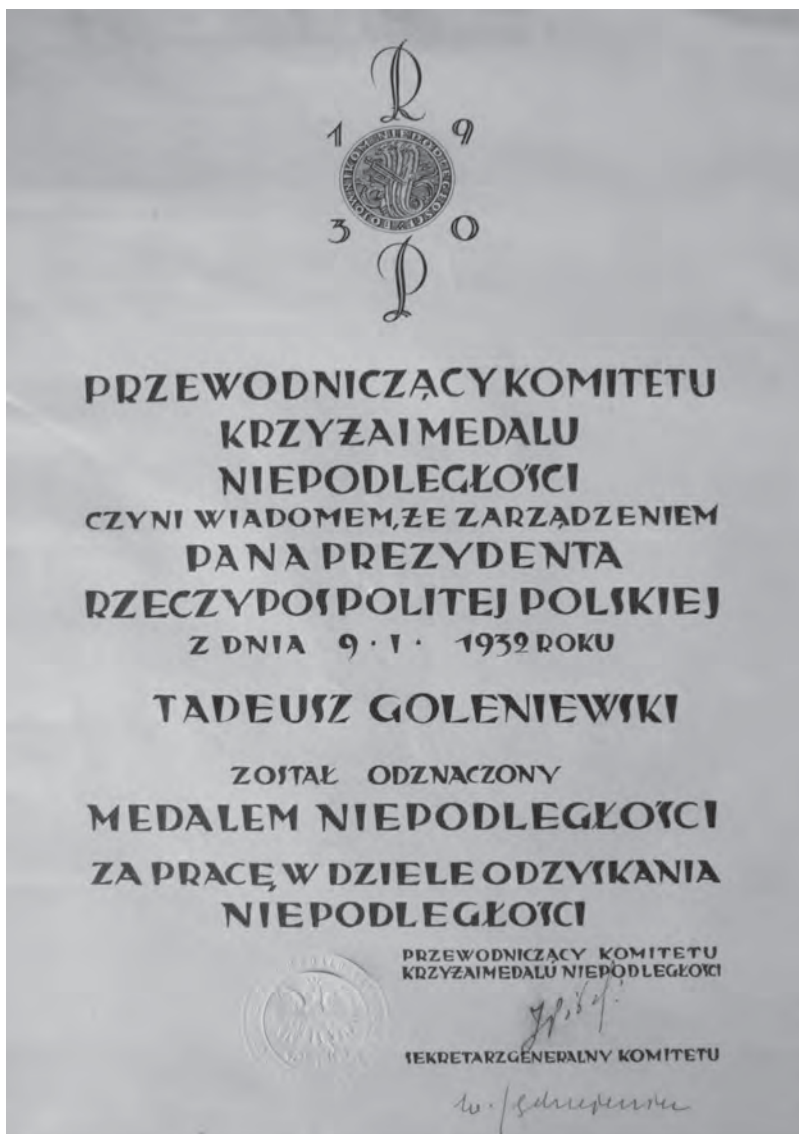 R
1 9
BOJOWNIKOM NIEPODLEGŁOŚCI
3 0
P
PRZEWODNICZĄCY KOMITETU
KRZYŻA I MEDALU
NIEPODLEGŁOŚCI
CZYNI WIADOMEM, ŻE ZARZĄDZENIEM
PANA PREZYDENTA
RZECZYPOSPOLITEJ POLSKIEJ
Z DNIA 9 · I · 1932 ROKU
TADEUSZ GOLENIEWSKI
ZOSTAŁ ODZNACZONY
MEDALEM NIEPODLEGŁOŚCI
ZA PRACĘ W DZIELE ODZYSKANIA
NIEPODLEGŁOŚCI
PRZEWODNICZĄCY KOMITETU
KRZYŻA I MEDALU NIEPODLEGŁOŚCI
SEKRETARZ GENERALNY KOMITETU